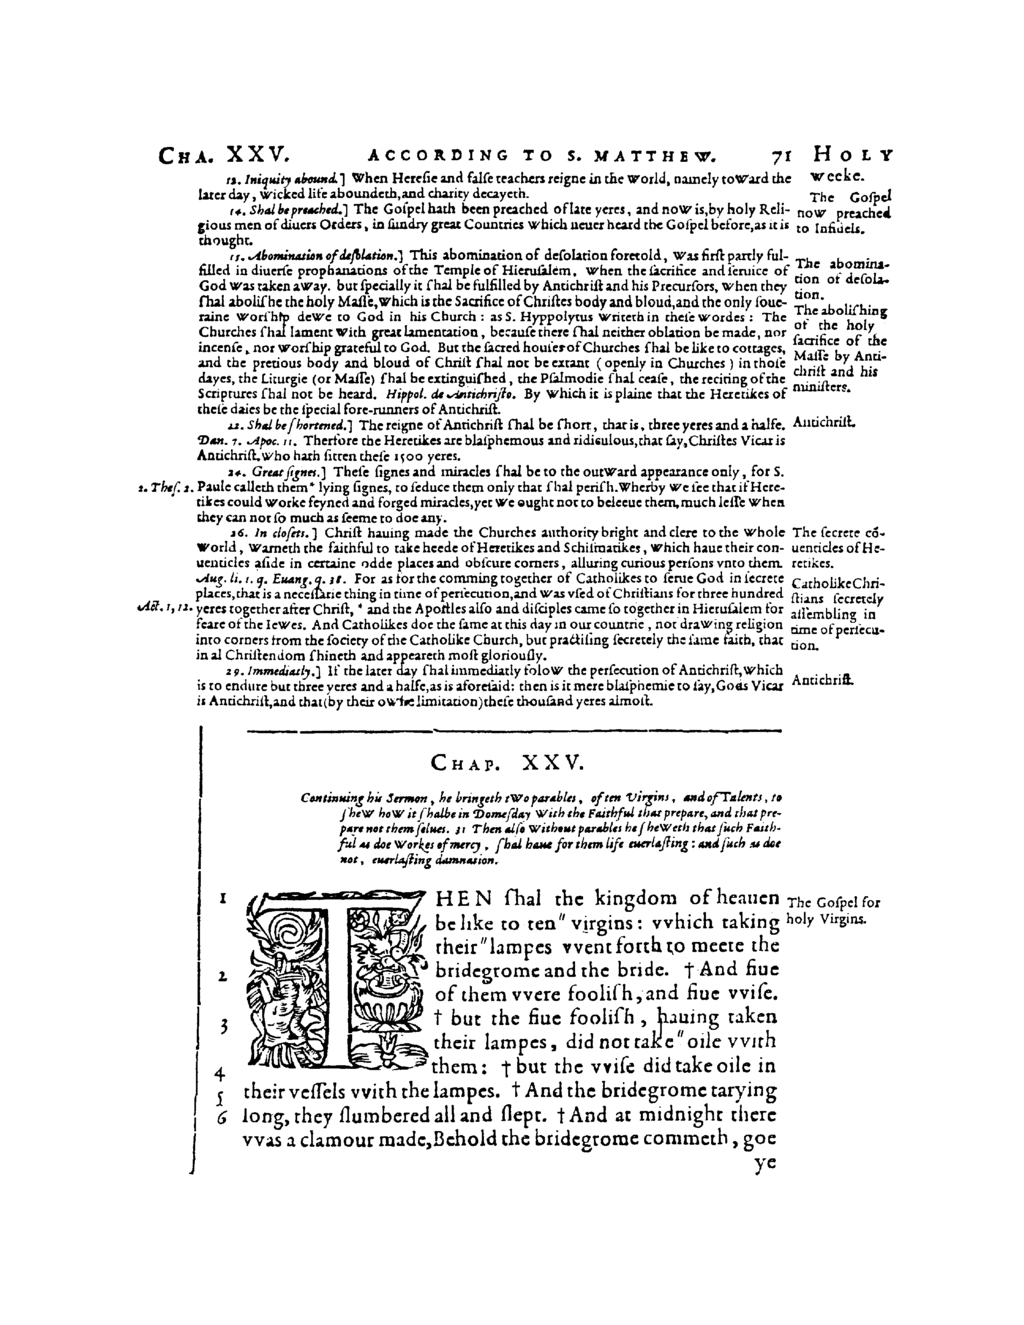 CHA. XXV. ACCORDING TO S. MATTHEW. 71 HOLY
weeke.
12. Iniquity abound.] When Heresie and false teachers reigne in the world, namely toward the
later day, wicked life aboundeth, and charity decayeth.
14. Shal be preached.] The Gospel hath been preached of late yeres, and now is, by holy Reli-
gious men of diuers Orders, in sundry great Countries which neuer heard the Gospel before, as it is
thought.
The Gospel
now preached
to Infidels.
15. Abomination of desolation.] This abomination of desolation foretold, was first partly ful-
filled in diuerse prophanations of the Temple of Hierusalem, when the sacrifice and seruice of
God was taken away. but specially it shal be fulfilled by Antichrist and his Precursors, when they
shal abolishe the holy Masse, which is the Sacrifice of Christes body and bloud, and the only soue-
raine worship dewe to God in his Church: as S. Hyppolytus writeth in these wordes: The
Churches shal lament with great lamentation, because there shal neither oblation be made, nor
incense, nor worship grateful to God. But the sacred houses of Churches shal be like to cottages,
and the pretious body and bloud of Christ shal not be extant (openly in Churches) in those
dayes, the Liturgie (or Masse) shal be extinguished, the Psalmodie shal cease, the reciting of the
Scriptures shal not be heard. Hippol. de Antichristo. By which it is plaine that the Heretikes of
these daies be the special fore-runners of Antichrist.
The abomina-
tion of desola-
tion.
The abolishing
of the holy
sacrifice of the
Masse by Anti-
christ and his
ministers.
22. Shal be shortened.] The reigne of Antichrist shal be short, that is, three yeres and a halfe.
Dan. 7. Apoc. 11. Therfore the Heretikes are blasphemous and ridiculous, that say, Christes Vicar is
Antichrist, who hath sitten these 1500 yeres.
Antichrist.
24. Great signes.] These signes and miracles shal be to the outward appearance only, for S.
2. Thes. 2. Paule calleth them * lying signes, to seduce them only that shal perish. Wherby we see that if Here-
tikes could worke feyned and forged miracles, yet we ought not to beleeue them, much lesse when
they can not so much as seeme to doe any.
26. In closets.] Christ hauing made the Churches authority bright and clere to the whole
world, warneth the faithful to take heede of Heretikes and Schismatikes, which haue their con-
uenticles aside in certaine odde places and obscure corners, alluring curious persons vnto them.
Aug. li. 1. q. Euang. q. 38. For as for the comming together of Catholikes to serue God in secrete
places, that is a necessarie thing in time of persecution, and was vsed of Christians for three hundred
Act. 1, 12. yeres together after Christ, * and the Apostles also and disciples came so together in Hierusalem for
feare of the Iewes. And Catholikes doe the same at this day in our countrie, not drawing religion
into corners from the society of the Catholike Church, but practising secretely the same faith, that
in al Christendom shineth and appeareth most gloriously.
The secrete cõ-
uenticles of He-
retikes.
Catholike Chri-
stians secretely
assembling in
time of persecu-
tion.
29. Immediatly.] If the later day shal immediatly folow the persecution of Antichrist, which
is to endure but three yeres and a halfe, as is aforesaid: then is it mere blasphemie to say, Gods Vicar
is Antichrist, and that (by their owne limitation) these thousand yeres almost.
Antichrist.
CHAP. XXV.
Continuing his Sermon, he bringeth two parables, of ten Virgins, and of Talents, to
shew how it shalbe in Domesday with the Faithful that prepare, and that pre-
pare not them selues. 31 Then also without parables he sheweth that such Faith-
ful as doe workes of mercy, shal haue for them life euerlasting: and such as doe
not, euerlasting damnation.
1 THEN shal the kingdom of heauen
be like to ten " virgins: vvhich taking
their " lampes vvent forth to meete the
2 bridegrome and the bride. † And fiue
of them vvere foolish, and fiue vvise.
3 † but the fiue foolish, hauing taken
their lampes, did not take " oile vvith
4 them: † but the vvise did take oile in
5 their vessels vvith the lampes. † And the bridegrome tarying
6 long, they slumbered all and slept. † And at midnight there
vvas a clamour made, Behold the bridegrome commeth, goe
ye
The Gospel for
holy Virgins.